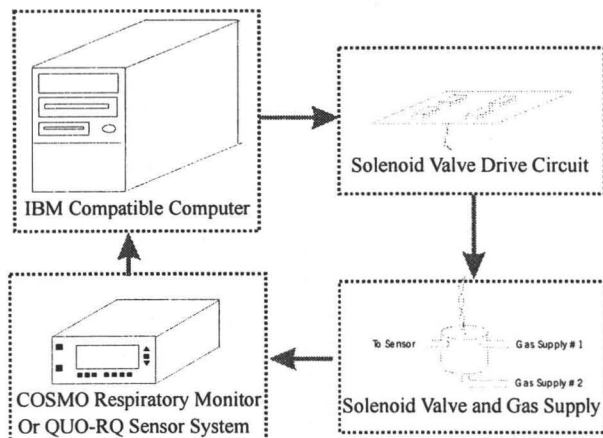 IBM Compatible Computer
Solenoid Valve Drive Circuit
COSMO Respiratory Monitor
Or QUO-RQ Sensor System
To Sensor
Gas Supply # 1
Gas Supply # 2
Solenoid Valve and Gas Supply